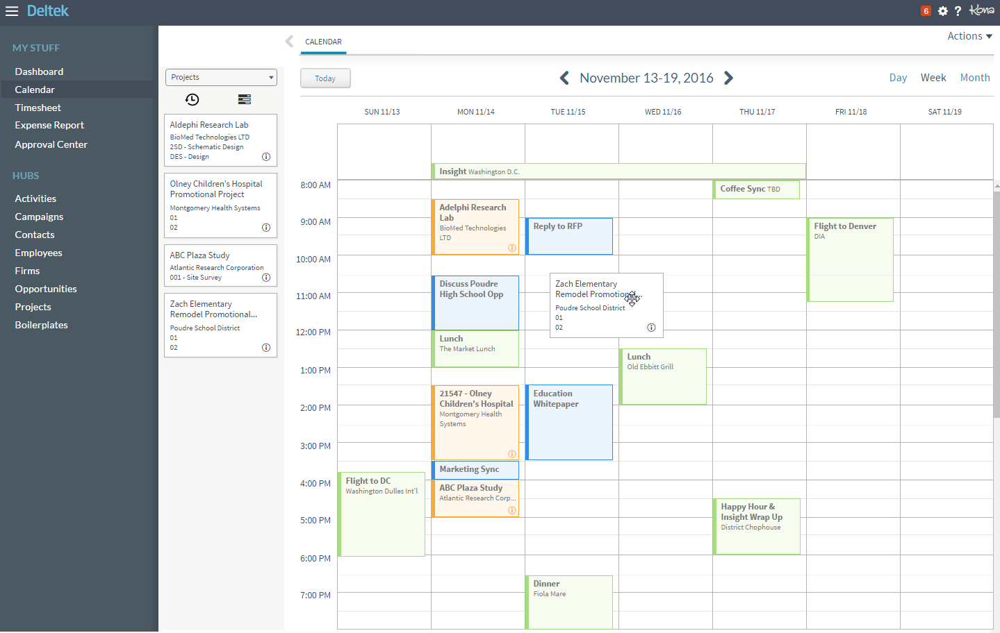 Deltek
6
?
Kona
MY STUFF
Dashboard
Calendar
Timesheet
Expense Report
Approval Center
HUBS
Activities
Campaigns
Contacts
Employees
Firms
Opportunities
Projects
Boilerplates
Projects
Aldephi Research Lab
BioMed Technologies LTD
2SD - Schematic Design
DES - Design
Olney Children's Hospital
Promotional Project
Montgomery Health Systems
01
02
ABC Plaza Study
Atlantic Research Corporation
001 - Site Survey
Zach Elementary
Remodel Promotional...
Poudre School District
01
02
CALENDAR
Actions
Today
November 13-19, 2016
Day
Week
Month
SUN 11/13
MON 11/14
TUE 11/15
WED 11/16
THU 11/17
FRI 11/18
SAT 11/19
Insight Washington D.C.
8:00 AM
9:00 AM
10:00 AM
11:00 AM
12:00 PM
1:00 PM
2:00 PM
3:00 PM
4:00 PM
5:00 PM
6:00 PM
7:00 PM
Flight to DC
Washington Dulles Int'l
Adelphi Research
Lab
BioMed Technologies
LTD
Discuss Poudre
High School Opp
Lunch
The Market Lunch
21547 - Olney
Children's Hospital
Montgomery Health
Systems
Marketing Sync
ABC Plaza Study
Atlantic Research Corp...
Reply to RFP
Zach Elementary
Remodel Promotional...
Poudre School District
01
02
Education
Whitepaper
Dinner
Fiola Mare
Lunch
Old Ebbitt Grill
Coffee Sync TBD
Happy Hour &
Insight Wrap Up
District Chophouse
Flight to Denver
DIA